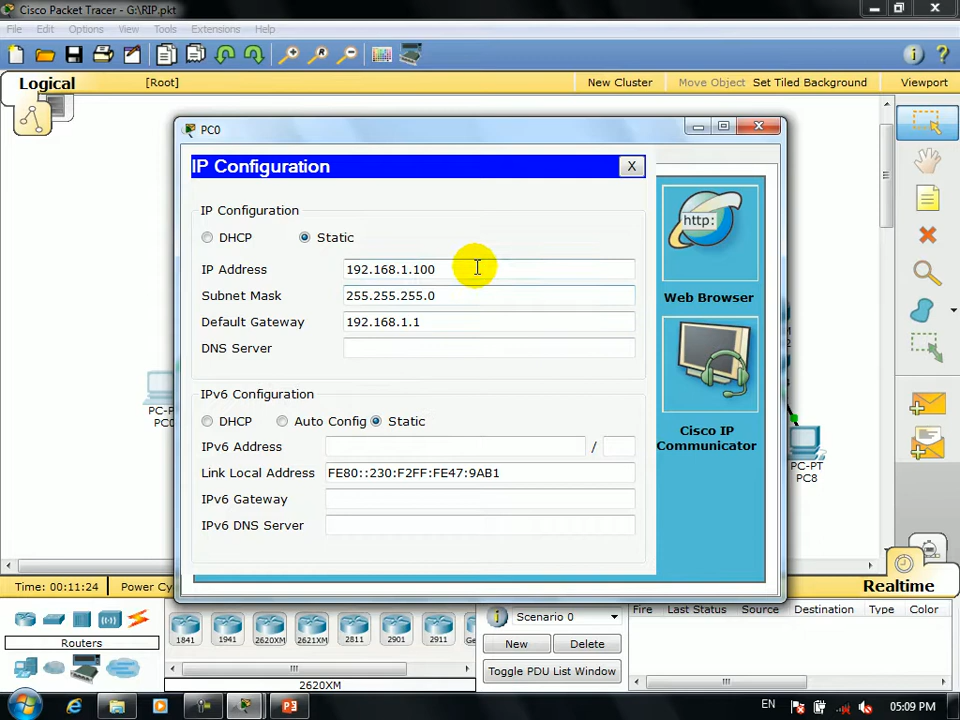 Cisco Packet Tracer - G:\RIP.pkt
File Edit Options View Tools Extensions Help
Logical [Root] New Cluster Move Object Set Tiled Background Viewport
PC0
IP Configuration X
IP Configuration
DHCP Static
IP Address 192.168.1.100
Subnet Mask 255.255.255.0
Default Gateway 192.168.1.1
DNS Server
IPv6 Configuration
DHCP Auto Config Static
IPv6 Address /
Link Local Address FE80::230:F2FF:FE47:9AB1
IPv6 Gateway
IPv6 DNS Server
http:
Web Browser
Cisco IP
Communicator
PC-PT
PC8
Time: 00:11:24 Power Cy
Realtime
Routers
1841 1941 2620XM 2621XM 2811 2901 2911
2620XM
Scenario 0
New Delete
Toggle PDU List Window
Fire Last Status Source Destination Type Color
EN 05:09 PM